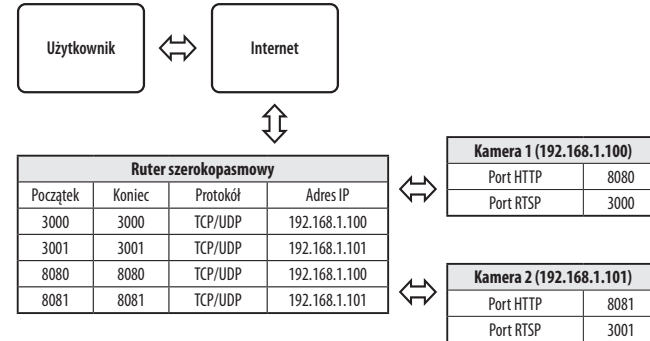 Użytkownik
Internet
Ruter szerokopasmowy
Początek Koniec Protokół Adres IP
3000 3000 TCP/UDP 192.168.1.100
3001 3001 TCP/UDP 192.168.1.101
8080 8080 TCP/UDP 192.168.1.100
8081 8081 TCP/UDP 192.168.1.101
Kamera 1 (192.168.1.100)
Port HTTP 8080
Port RTSP 3000
Kamera 2 (192.168.1.101)
Port HTTP 8081
Port RTSP 3001